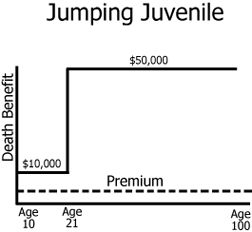 Jumping Juvenile
$50,000
Death Benefit
$10,000
Premium
Age 10
Age 21
Age 100